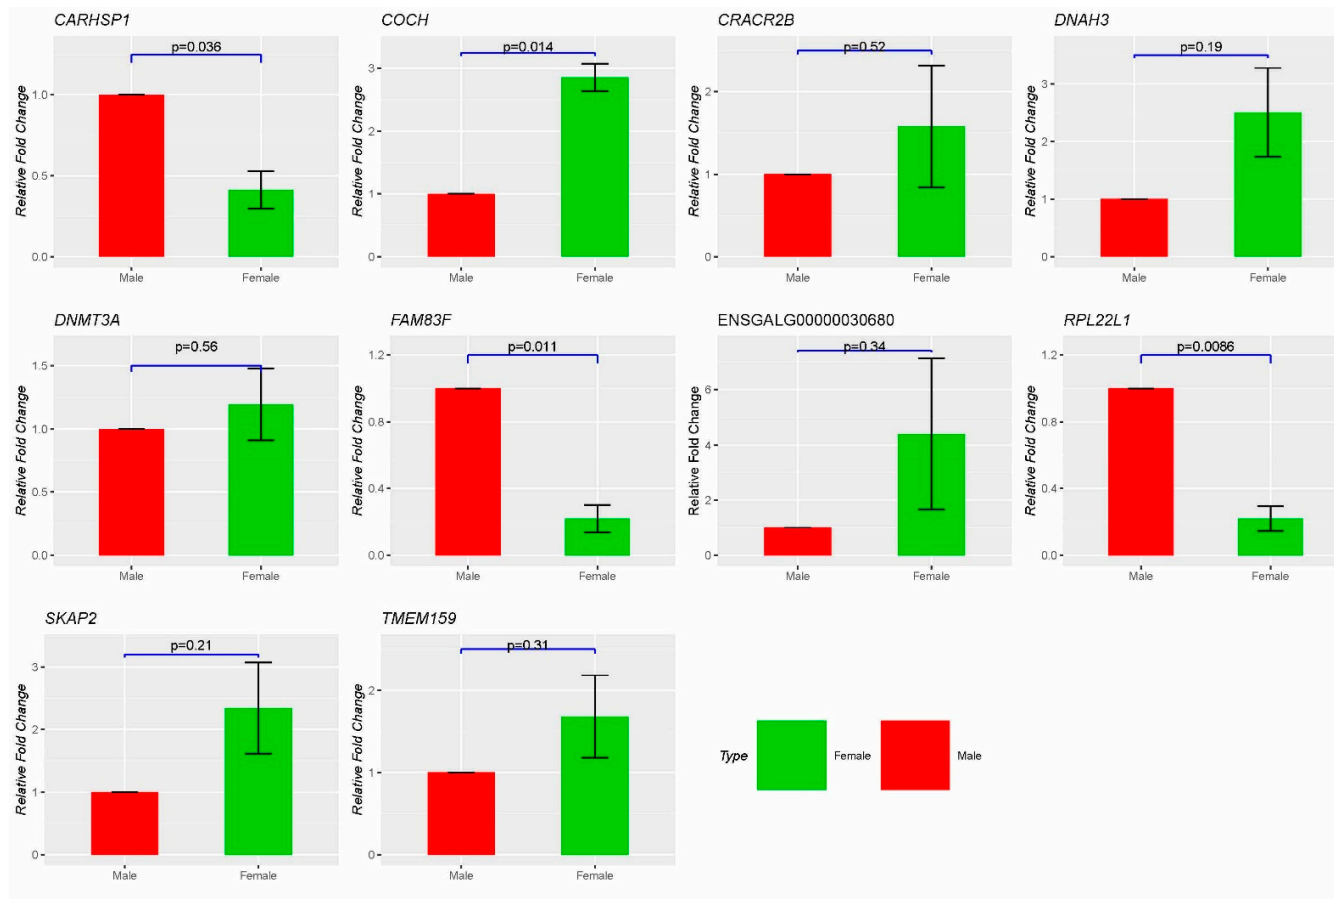 CARHSP1
p=0.036
Relative Fold Change
1.0
0.5
0.0
Male Female
COCH
p=0.014
Relative Fold Change
3
2
1
0
Male Female
CRACR2B
p=0.52
Relative Fold Change
2
1
0
Male Female
DNAH3
p=0.19
Relative Fold Change
3
2
1
0
Male Female
DNMT3A
p=0.56
Relative Fold Change
1.5
1.0
0.5
0.0
Male Female
FAM83F
p=0.011
Relative Fold Change
1.2
0.8
0.4
0.0
Male Female
ENSGALG00000030680
p=0.34
Relative Fold Change
6
4
2
0
Male Female
RPL22L1
p=0.0086
Relative Fold Change
1.2
0.8
0.4
0.0
Male Female
SKAP2
p=0.21
Relative Fold Change
3
2
1
0
Male Female
TMEM159
p=0.31
Relative Fold Change
2
1
0
Male Female
Type Female Male